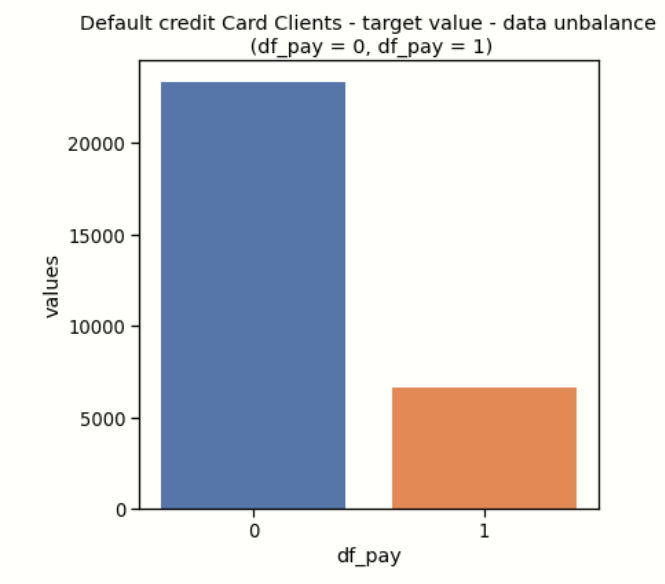 Default credit Card Clients - target value - data unbalance
(df_pay = 0, df_pay = 1)
20000
15000
10000
5000
0
values
0 1
df_pay